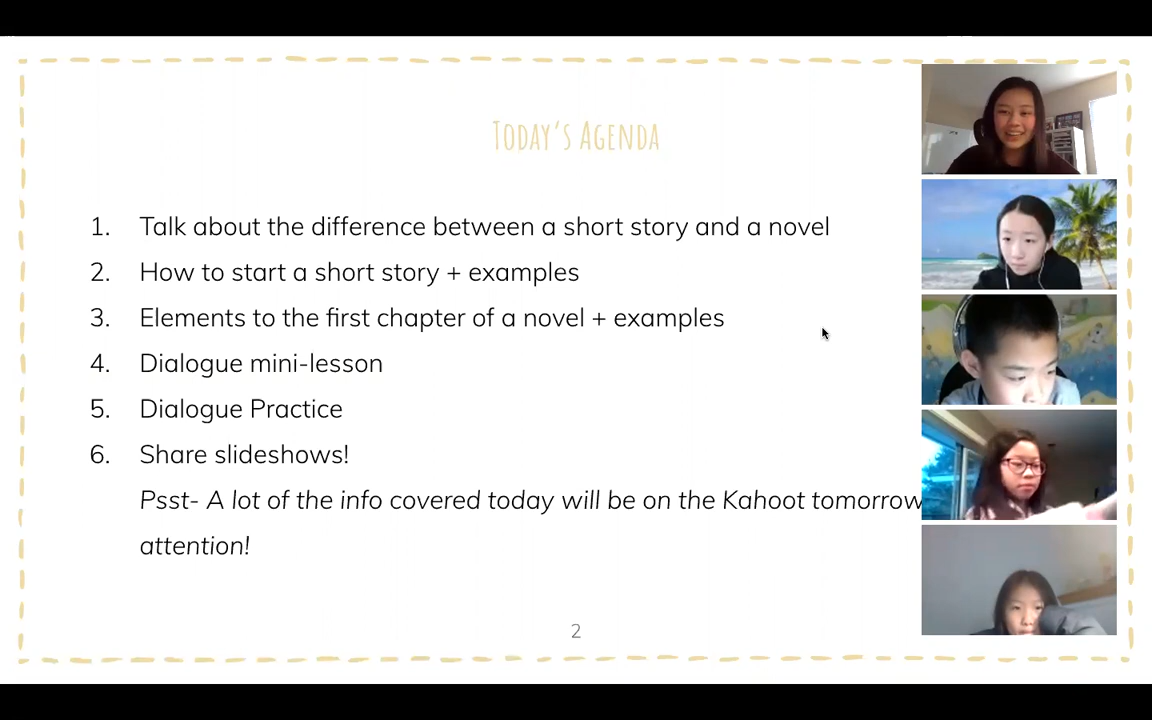 Today's Agenda
1. Talk about the difference between a short story and a novel
2. How to start a short story + examples
3. Elements to the first chapter of a novel + examples
4. Dialogue mini-lesson
5. Dialogue Practice
6. Share slideshows!
Psst- A lot of the info covered today will be on the Kahoot tomorrow
attention!
2